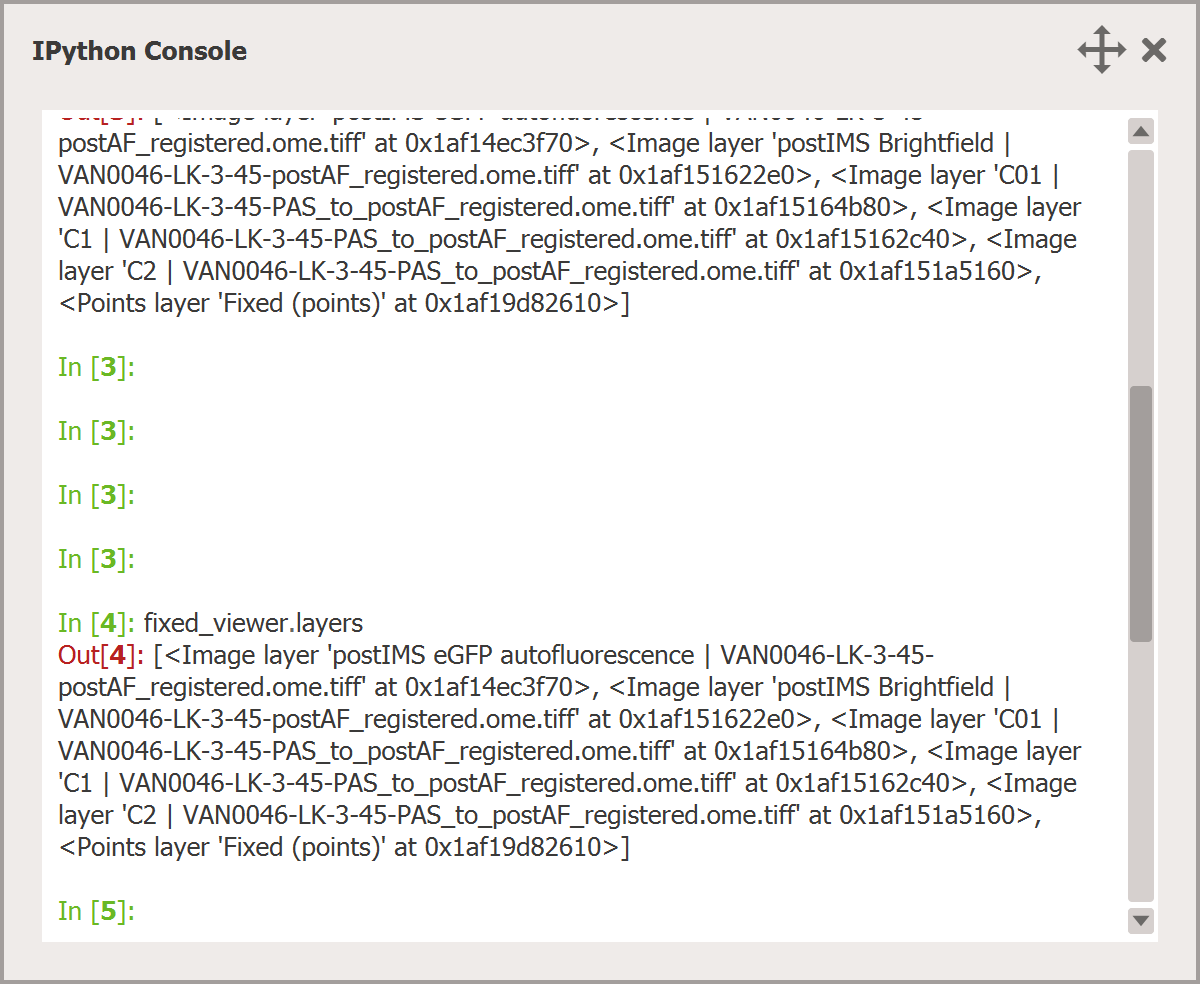 IPython Console
postAF_registered.ome.tiff' at 0x1af14ec3f70>, <Image layer 'postIMS Brightfield |
VAN0046-LK-3-45-postAF_registered.ome.tiff' at 0x1af151622e0>, <Image layer 'C01 |
VAN0046-LK-3-45-PAS_to_postAF_registered.ome.tiff' at 0x1af15164b80>, <Image layer
'C1 | VAN0046-LK-3-45-PAS_to_postAF_registered.ome.tiff' at 0x1af15162c40>, <Image
layer 'C2 | VAN0046-LK-3-45-PAS_to_postAF_registered.ome.tiff' at 0x1af151a5160>,
<Points layer 'Fixed (points)' at 0x1af19d82610>]
In [3]:
In [3]:
In [3]:
In [3]:
In [4]: fixed_viewer.layers
Out[4]: [<Image layer 'postIMS eGFP autofluorescence | VAN0046-LK-3-45-
postAF_registered.ome.tiff' at 0x1af14ec3f70>, <Image layer 'postIMS Brightfield |
VAN0046-LK-3-45-postAF_registered.ome.tiff' at 0x1af151622e0>, <Image layer 'C01 |
VAN0046-LK-3-45-PAS_to_postAF_registered.ome.tiff' at 0x1af15164b80>, <Image layer
'C1 | VAN0046-LK-3-45-PAS_to_postAF_registered.ome.tiff' at 0x1af15162c40>, <Image
layer 'C2 | VAN0046-LK-3-45-PAS_to_postAF_registered.ome.tiff' at 0x1af151a5160>,
<Points layer 'Fixed (points)' at 0x1af19d82610>]
In [5]: